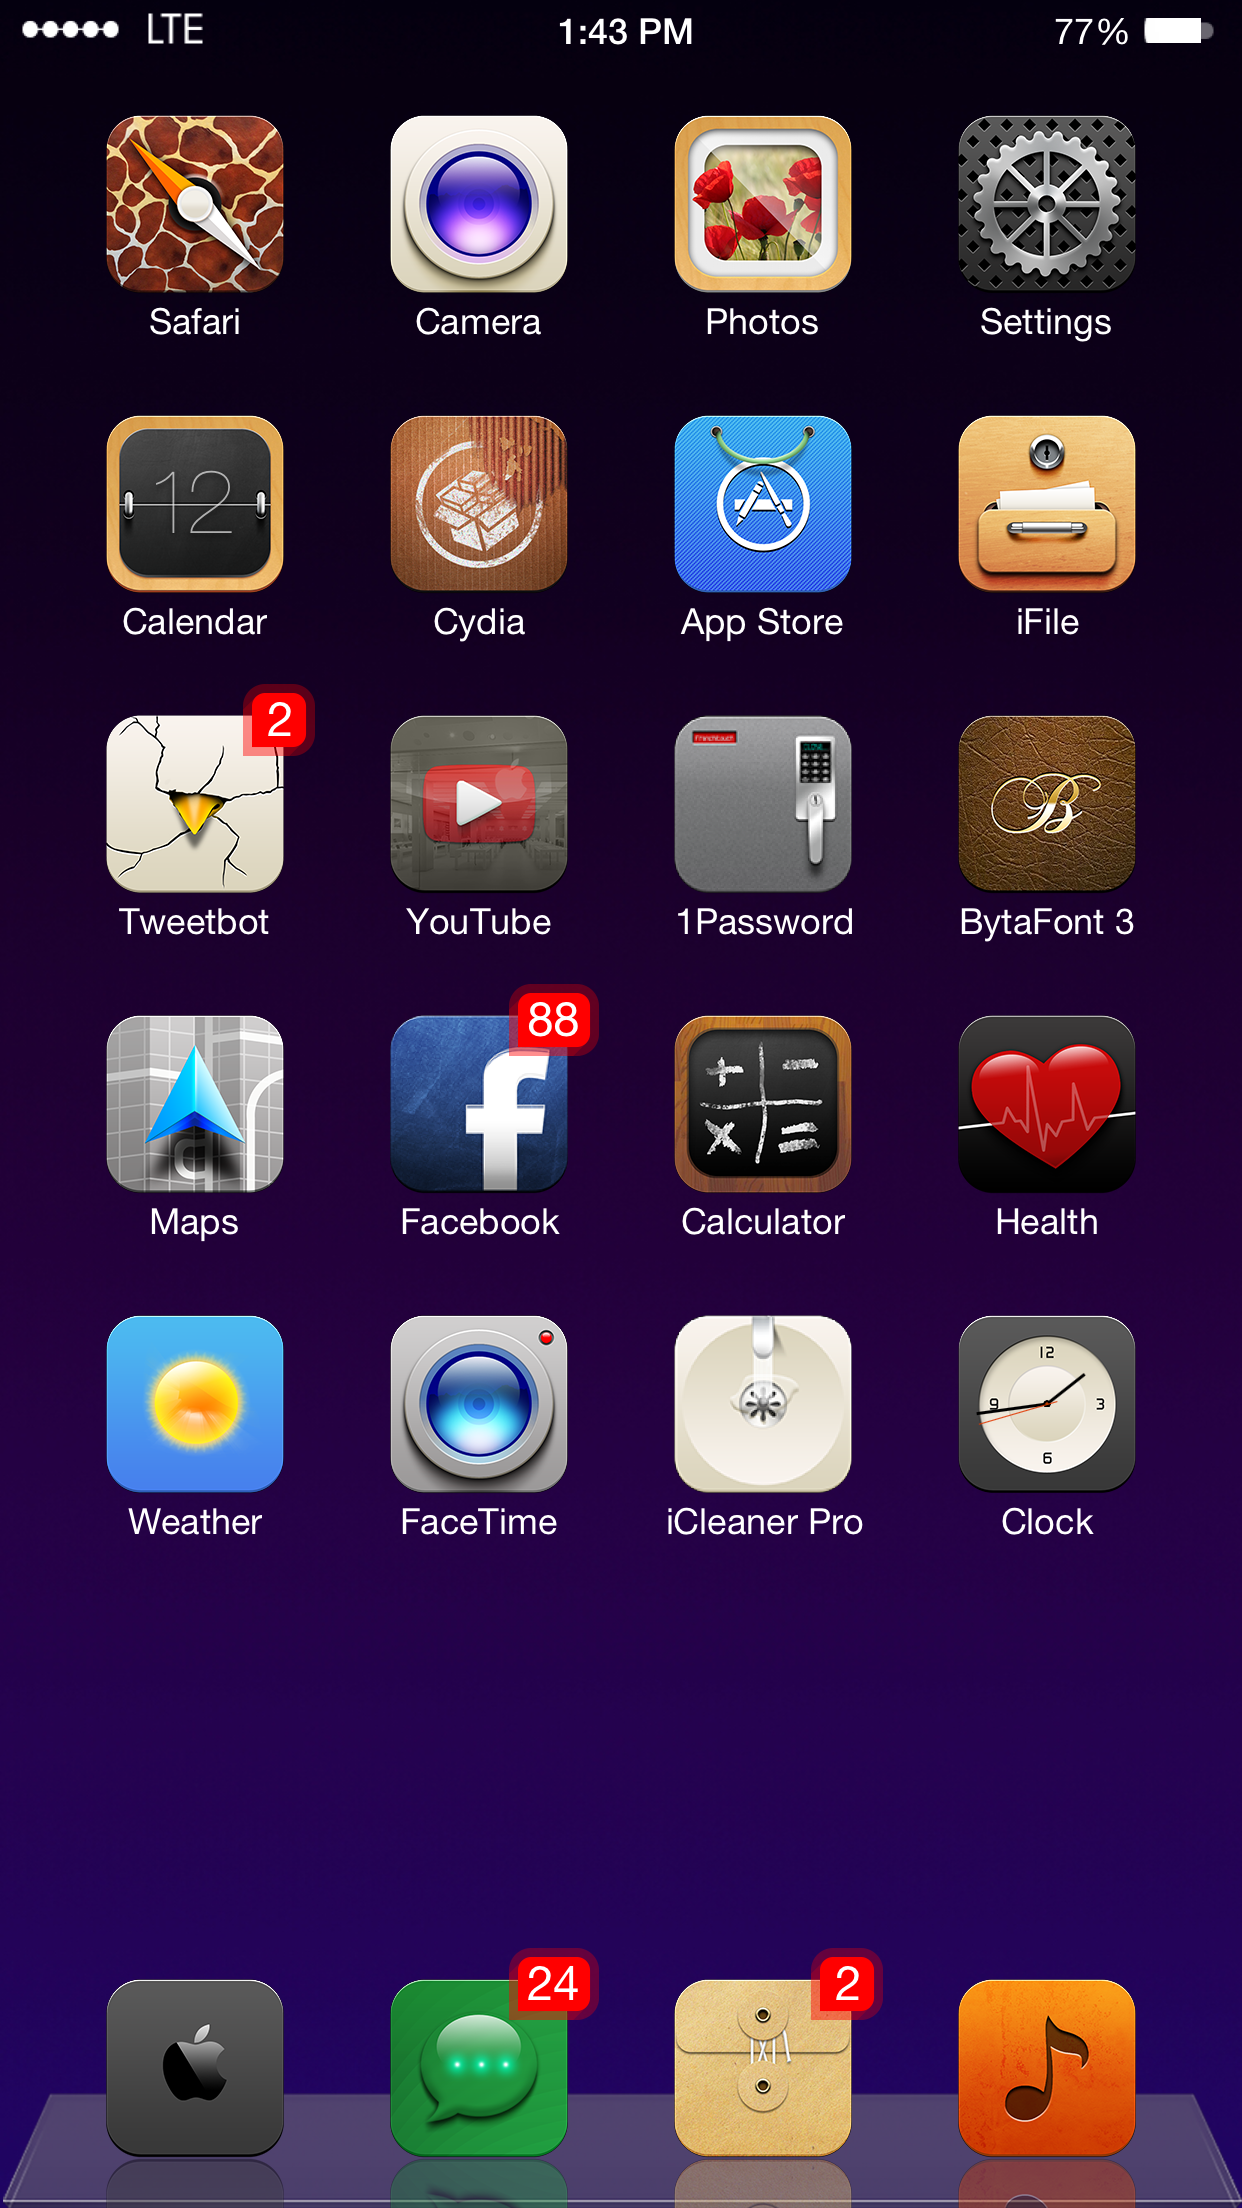 LTE 1:43 PM 77%
Safari Camera Photos Settings
12
Calendar Cydia App Store iFile
2
Tweetbot YouTube 1Password BytaFont 3
88
Maps Facebook Calculator Health
12
9 3
6
Weather FaceTime iCleaner Pro Clock
24 2